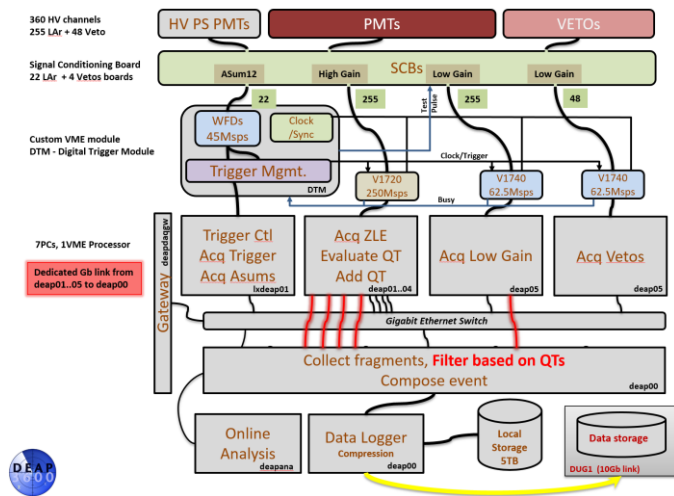 360 HV channels
255 LAr + 48 Veto
HV PS PMTs
PMTs
VETOs
Signal Conditioning Board
22 LAr + 4 Vetos boards
SCBs
ASum12
High Gain
Low Gain
Low Gain
22
255
255
48
Test
Pulse
WFDs
45Msps
Clock
/Sync
Custom VME module
DTM - Digital Trigger Module
Trigger Mgmt.
DTM
Clock/Trigger
V1720
250Msps
V1740
62.5Msps
V1740
62.5Msps
Busy
7PCs, 1VME Processor
Dedicated Gb link from
deap01..05 to deap00
Gateway
deapdaqgw
Trigger Ctl
Acq Trigger
Acq Asums
lxdeap01
Acq ZLE
Evaluate QT
Add QT
deap01..04
Acq Low Gain
deap05
Acq Vetos
deap05
Gigabit Ethernet Switch
Collect fragments, Filter based on QTs
Compose event
deap00
Online
Analysis
deapana
Data Logger
Compression
deap00
Local
Storage
5TB
Data storage
DUG1 (10Gb link)
DEAP
3600